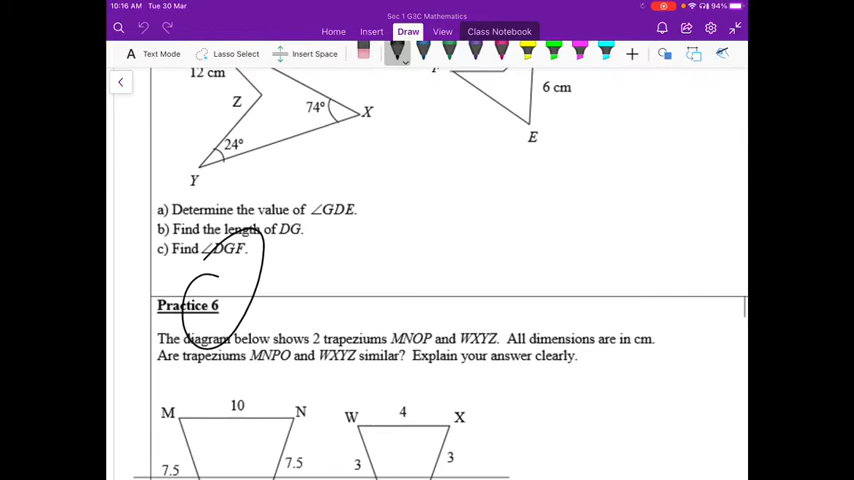 10:16 AM Tue 30 Mar
94%
Sec 1 G3C Mathematics
Home Insert Draw View Class Notebook
A Text Mode Lasso Select Insert Space
12 cm
Z
74°
X
6 cm
24°
E
Y
a) Determine the value of ∠GDE.
b) Find the length of DG.
c) Find ∠DGF.
Practice 6
The diagram below shows 2 trapeziums MNOP and WXYZ. All dimensions are in cm.
Are trapeziums MNPO and WXYZ similar? Explain your answer clearly.
M 10 N W 4 X
7.5 7.5 3 3